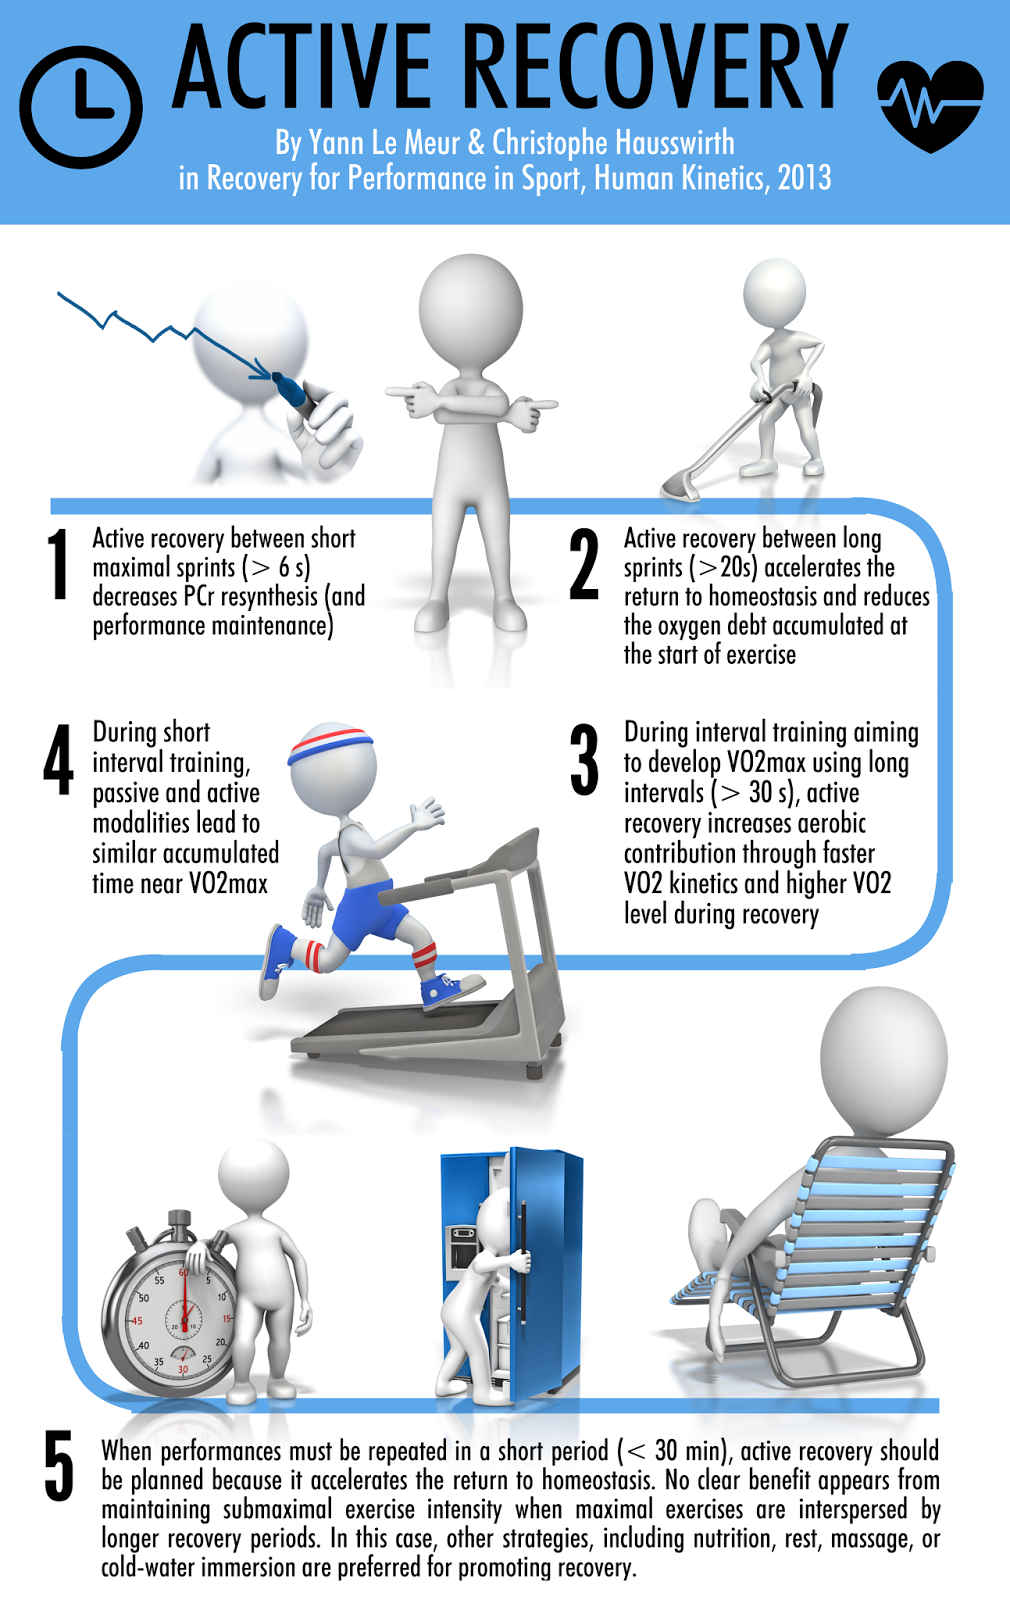 ACTIVE RECOVERY
By Yann Le Meur & Christophe Hausswirth
in Recovery for Performance in Sport, Human Kinetics, 2013
1
Active recovery between short
maximal sprints (> 6 s)
decreases PCr resynthesis (and
performance maintenance)
2
Active recovery between long
sprints (>20s) accelerates the
return to homeostasis and reduces
the oxygen debt accumulated at
the start of exercise
3
During interval training aiming
to develop VO2max using long
intervals (> 30 s), active
recovery increases aerobic
contribution through faster
VO2 kinetics and higher VO2
level during recovery
4
During short
interval training,
passive and active
modalities lead to
similar accumulated
time near VO2max
60
5
10
15
20
25
30
35
40
45
50
55
5
When performances must be repeated in a short period (< 30 min), active recovery should
be planned because it accelerates the return to homeostasis. No clear benefit appears from
maintaining submaximal exercise intensity when maximal exercises are interspersed by
longer recovery periods. In this case, other strategies, including nutrition, rest, massage, or
cold-water immersion are preferred for promoting recovery.